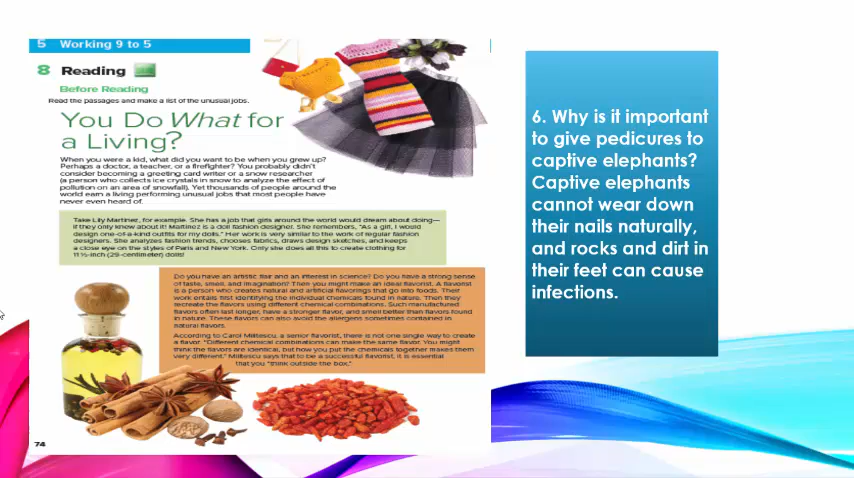 5 Working 9 to 5
8 Reading
Before Reading
Read the passages and make a list of the unusual jobs.
You Do What for
a Living?
When you were a kid, what did you want to be when you grew up?
Perhaps a doctor, a teacher, or a firefighter? You probably didn't
consider becoming a greeting card writer or a snow researcher
(a person who collects ice crystals in snow to analyze the effect of
pollution on an area of snowfall). Yet thousands of people around the
world earn a living performing unusual jobs that most people have
never even heard of.
Take Lily Martinez, for example. She has a job that girls around the world would dream about doing—
if they only knew about it! Martinez is a doll fashion designer. She remembers, "As a girl, I would
design one-of-a-kind outfits for my dolls." Her work is very similar to the work of regular fashion
designers. She analyzes fashion trends, chooses fabrics, draws design sketches, and keeps
a close eye on the styles of Paris and New York. Only she does all this to create clothing for
11½-inch (29-centimeter) dolls!
Do you have an artistic flair and an interest in science? Do you have a strong sense
of taste, smell, and imagination? Then you might make an ideal flavorist. A flavorist
is a person who creates natural and artificial flavorings that go into foods. Their
work entails first identifying the individual chemicals found in nature. Then they
recreate the flavors using different chemical combinations. Such manufactured
flavors often last longer, have a stronger flavor, and smell better than flavors found
in nature. These flavors can also avoid the allergens sometimes contained in
natural flavors.
According to Carol Militescu, a senior flavorist, there is not one single way to create
a flavor. "Different chemical combinations can make the same flavor. You might
think the flavors are identical, but how you put the chemicals together makes them
very different." Militescu says that to be a successful flavorist, it is essential
that you "think outside the box."
74
6. Why is it important
to give pedicures to
captive elephants?
Captive elephants
cannot wear down
their nails naturally,
and rocks and dirt in
their feet can cause
infections.